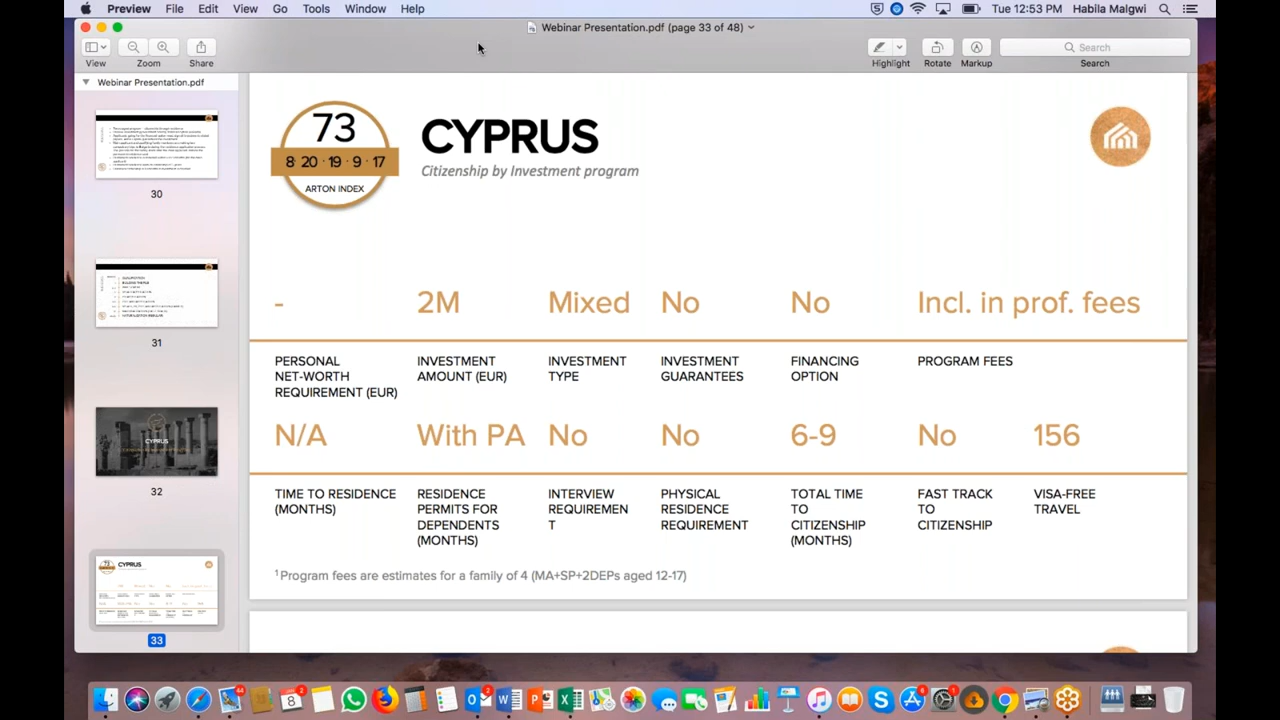 Preview File Edit View Go Tools Window Help
Tue 12:53 PM Habila Malgwi
Webinar Presentation.pdf (page 33 of 48)
View Zoom Share Highlight Rotate Markup Search
Search
Webinar Presentation.pdf
30
31
CYPRUS
32
CYPRUS
33
73
8 · 20 · 19 · 9 · 17
ARTON INDEX
CYPRUS
Citizenship by Investment program
- 2M Mixed No No Incl. in prof. fees
PERSONAL
NET-WORTH
REQUIREMENT (EUR)
INVESTMENT
AMOUNT (EUR)
INVESTMENT
TYPE
INVESTMENT
GUARANTEES
FINANCING
OPTION
PROGRAM FEES
N/A With PA No No 6-9 No 156
TIME TO RESIDENCE
(MONTHS)
RESIDENCE
PERMITS FOR
DEPENDENTS
(MONTHS)
INTERVIEW
REQUIREMEN
T
PHYSICAL
RESIDENCE
REQUIREMENT
TOTAL TIME
TO
CITIZENSHIP
(MONTHS)
FAST TRACK
TO
CITIZENSHIP
VISA-FREE
TRAVEL
¹Program fees are estimates for a family of 4 (MA+SP+2DEPs aged 12-17)